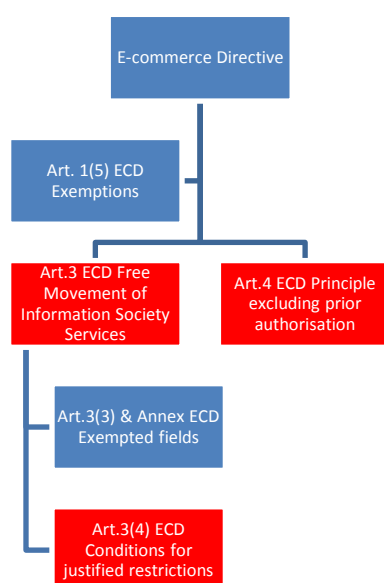 E-commerce Directive
Art. 1(5) ECD
Exemptions
Art.3 ECD Free
Movement of
Information Society
Services
Art.4 ECD Principle
excluding prior
authorisation
Art.3(3) & Annex ECD
Exempted fields
Art.3(4) ECD
Conditions for
justified restrictions